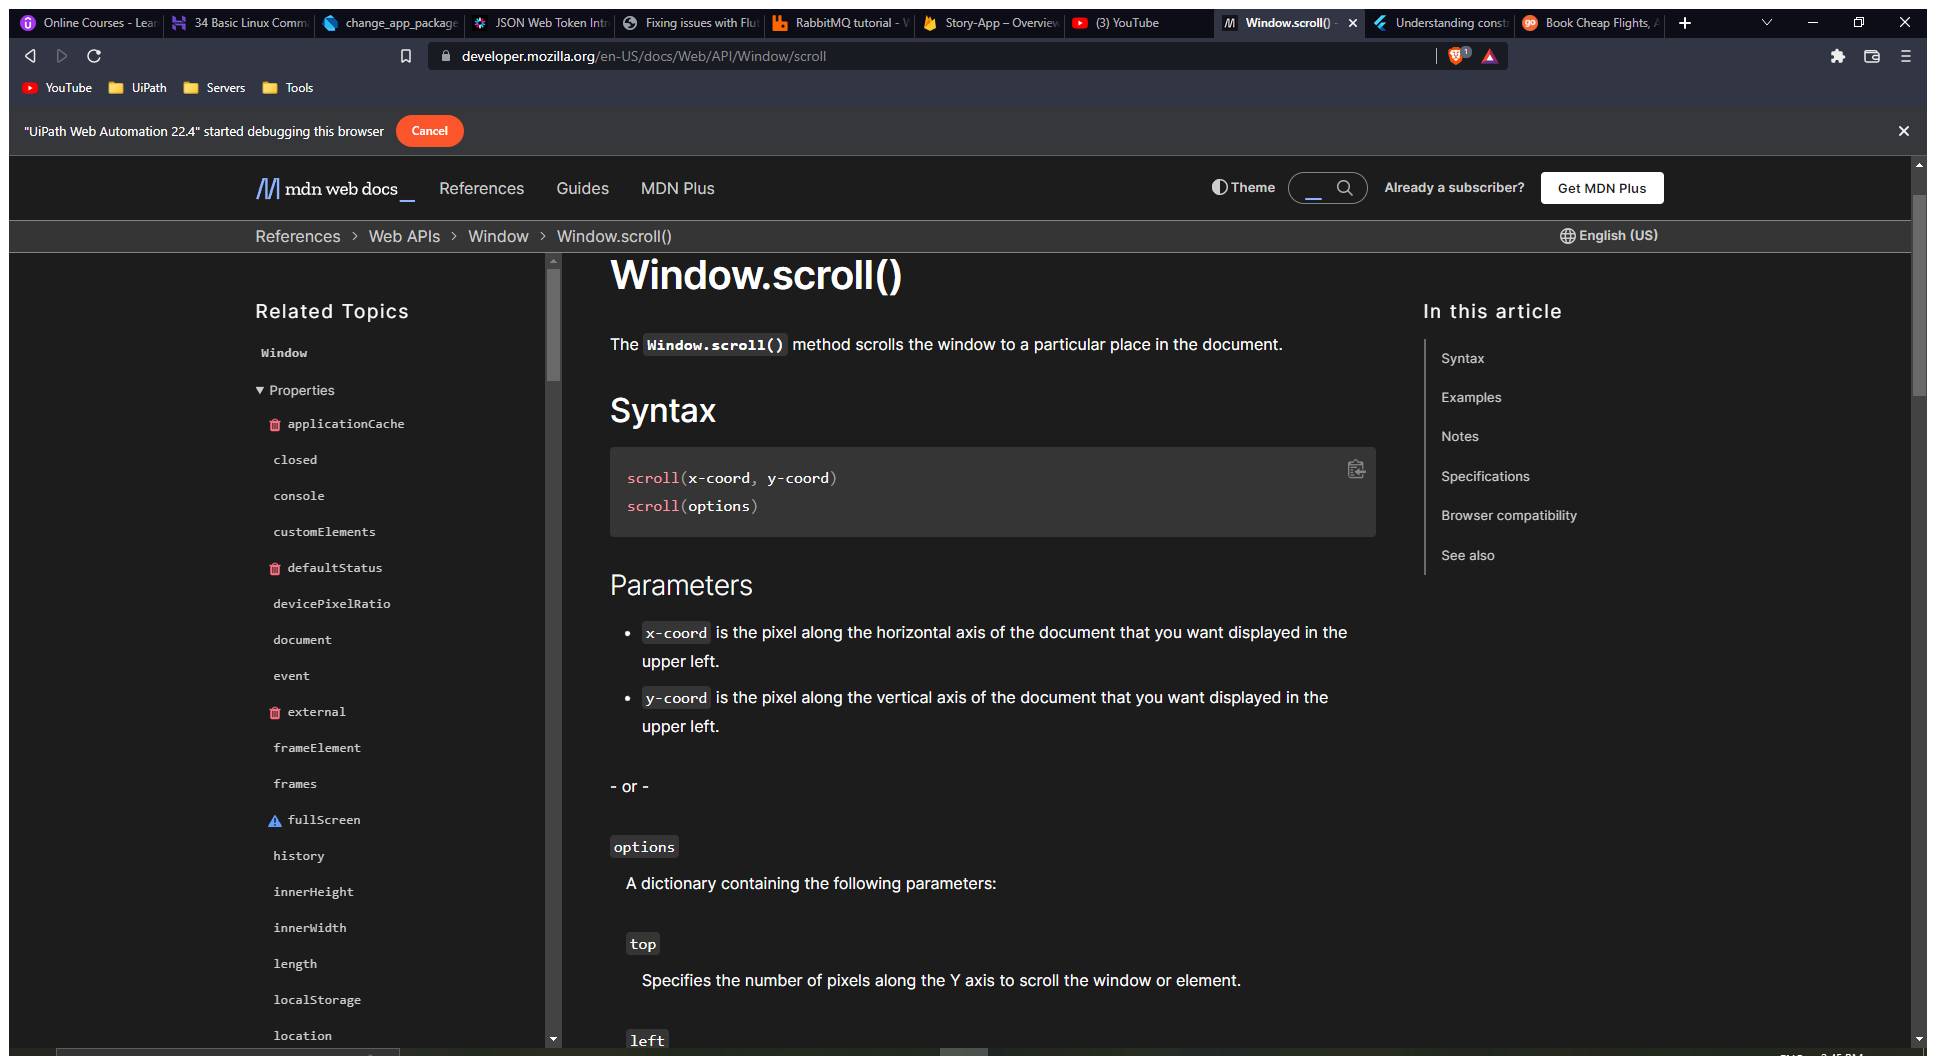 Online Courses - Lear
34 Basic Linux Comma
change_app_package
JSON Web Token Intr
Fixing issues with Flut
RabbitMQ tutorial - W
Story-App – Overview
(3) YouTube
Window.scroll() -
Understanding constr
Book Cheap Flights, A
developer.mozilla.org/en-US/docs/Web/API/Window/scroll
1
YouTube UiPath Servers Tools
"UiPath Web Automation 22.4" started debugging this browser Cancel
mdn web docs References Guides MDN Plus Theme Already a subscriber? Get MDN Plus
References > Web APIs > Window > Window.scroll() English (US)
Related Topics
Window
Properties
applicationCache
closed
console
customElements
defaultStatus
devicePixelRatio
document
event
external
frameElement
frames
fullScreen
history
innerHeight
innerWidth
length
localStorage
location
Window.scroll()
The Window.scroll() method scrolls the window to a particular place in the document.
Syntax
scroll(x-coord, y-coord)
scroll(options)
Parameters
• x-coord is the pixel along the horizontal axis of the document that you want displayed in the
upper left.
• y-coord is the pixel along the vertical axis of the document that you want displayed in the
upper left.
- or -
options
A dictionary containing the following parameters:
top
Specifies the number of pixels along the Y axis to scroll the window or element.
left
In this article
Syntax
Examples
Notes
Specifications
Browser compatibility
See also